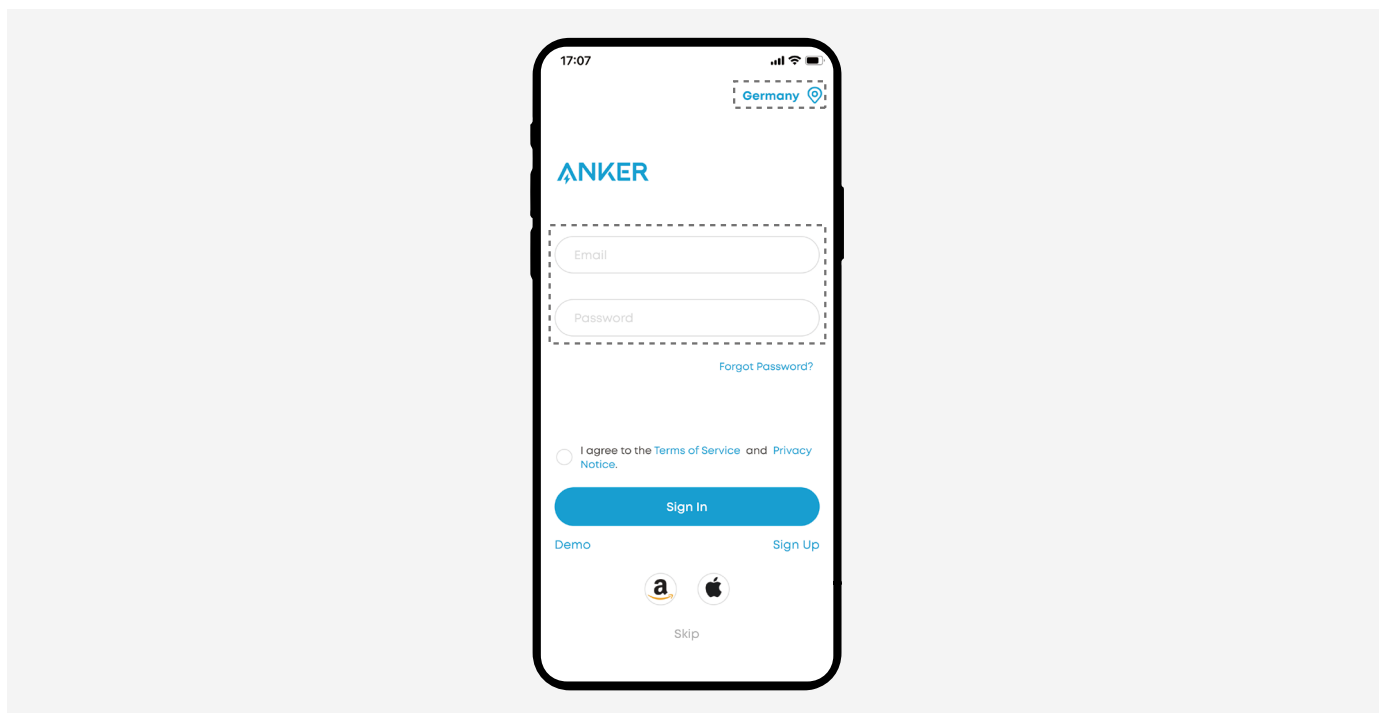 17:07
Germany
ANKER
Email
Password
Forgot Password?
I agree to the Terms of Service and Privacy
Notice.
Sign In
Demo Sign Up
a
Skip